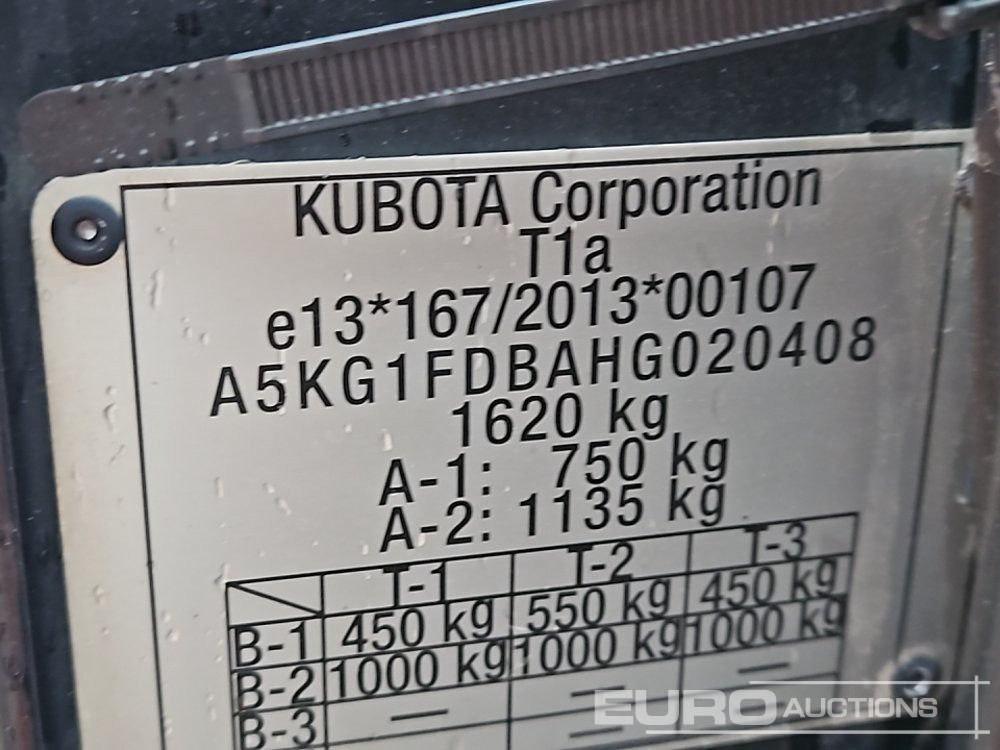 KUBOTA Corporation
T1a
e13*167/2013*00107
A5KG1FDBAHG020408
1620 kg
A-1: 750 kg
A-2: 1135 kg
T-1 T-2 T-3
B-1 450 kg 550 kg 450 kg
B-2 1000 kg 1000 kg 1000 kg
B-3 — — —
EURO AUCTIONS